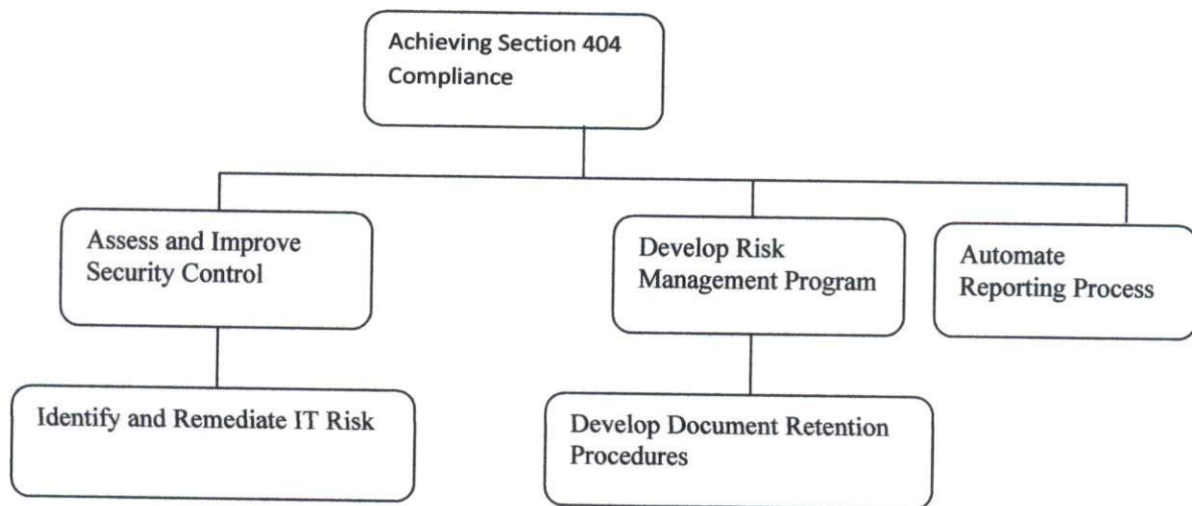 Achieving Section 404
Compliance
Assess and Improve
Security Control
Develop Risk
Management Program
Automate
Reporting Process
Identify and Remediate IT Risk
Develop Document Retention
Procedures